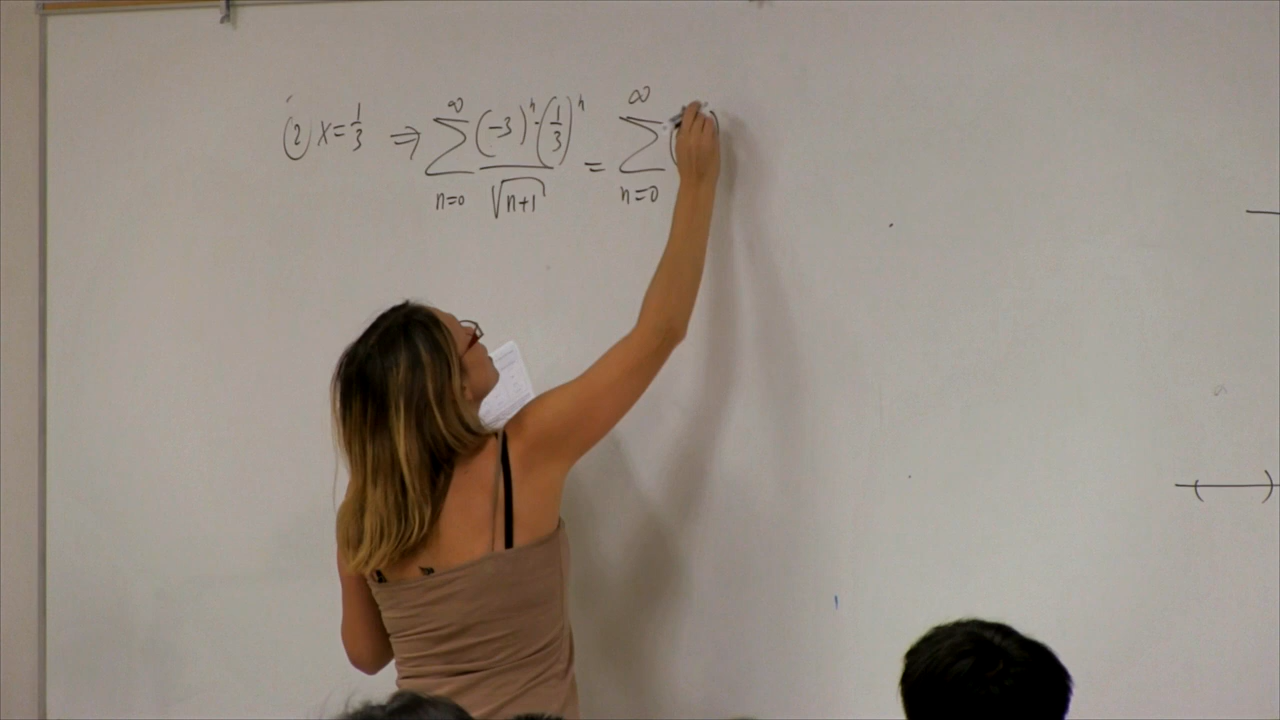 ② x = 1/3 ⇒ ∞∑n=0 (-3)^n · (1/3)^n / √(n+1) = ∞∑n=0 (